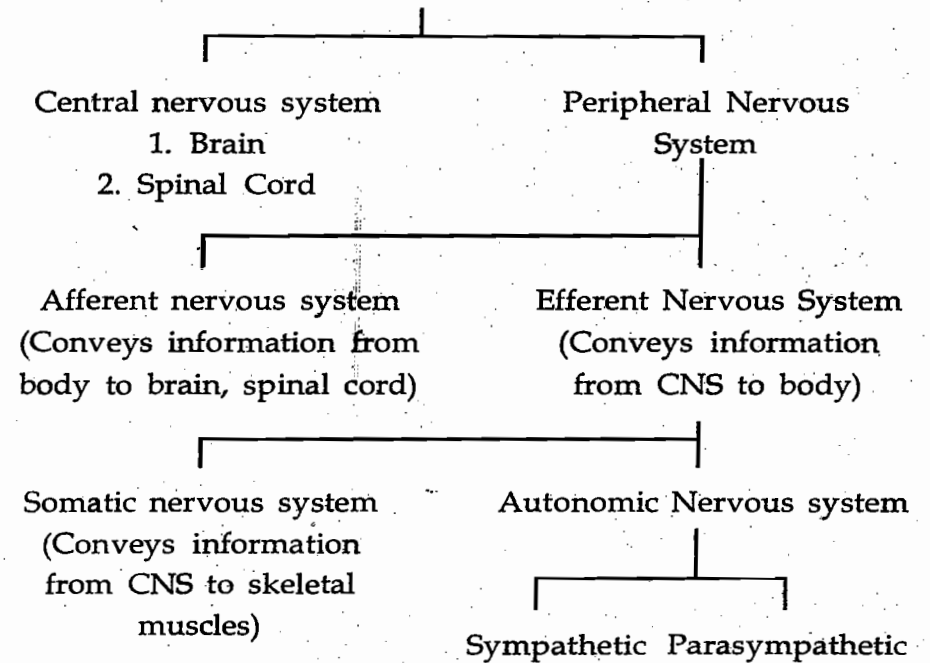 Central nervous system
1. Brain
2. Spinal Cord
Peripheral Nervous
System
Afferent nervous system
(Conveys information from
body to brain, spinal cord)
Efferent Nervous System
(Conveys information
from CNS to body)
Somatic nervous system
(Conveys information
from CNS to skeletal
muscles)
Autonomic Nervous system
Sympathetic Parasympathetic